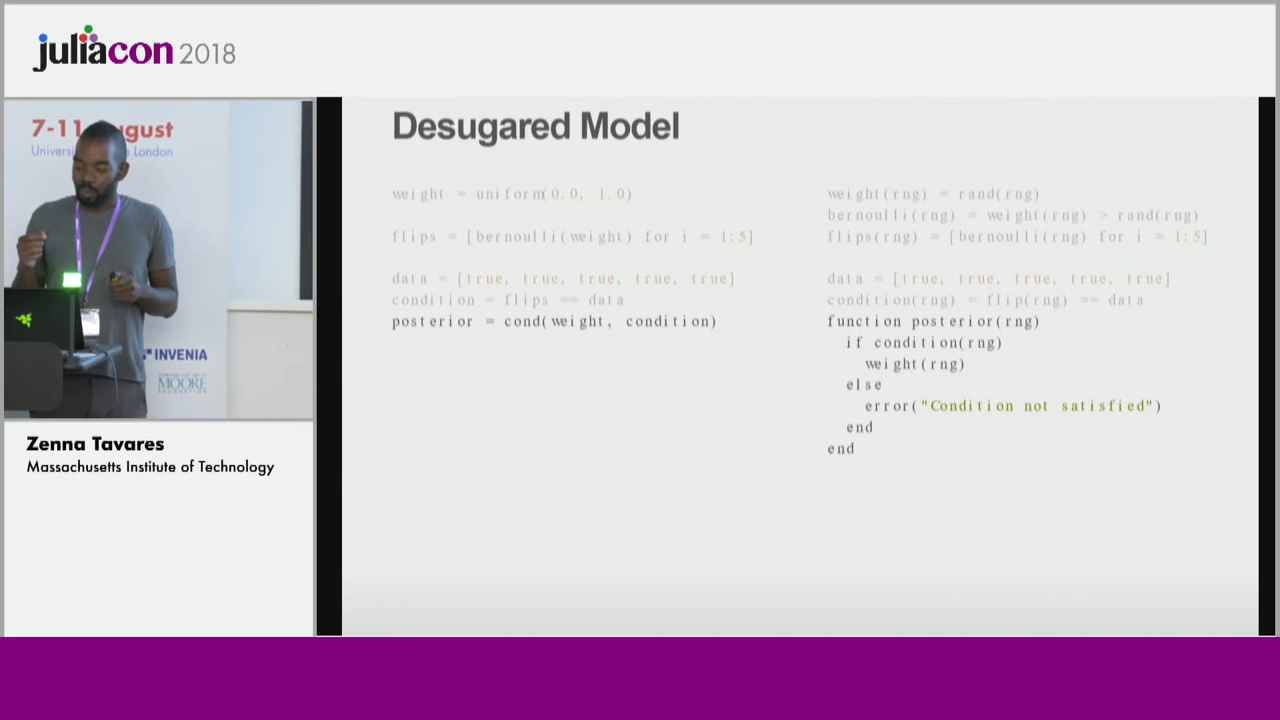 juliacon 2018
7-11 August
London
INVENIA
MOORE
FOUNDATION
Zenna Tavares
Massachusetts Institute of Technology
Desugared Model
weight = uniform(0.0, 1.0)
flips = [bernoulli(weight) for i = 1:5]
data = [true, true, true, true, true]
condition = flips == data
posterior = cond(weight, condition)
weight(rng) = rand(rng)
bernoulli(rng) = weight(rng) > rand(rng)
flips(rng) = [bernoulli(rng) for i = 1:5]
data = [true, true, true, true, true]
condition(rng) = flip(rng) == data
function posterior(rng)
if condition(rng)
weight(rng)
else
error("Condition not satisfied")
end
end